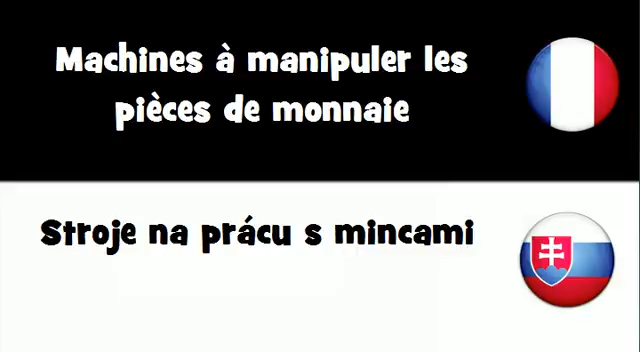 Machines à manipuler les
pièces de monnaie
Stroje na prácu s mincami